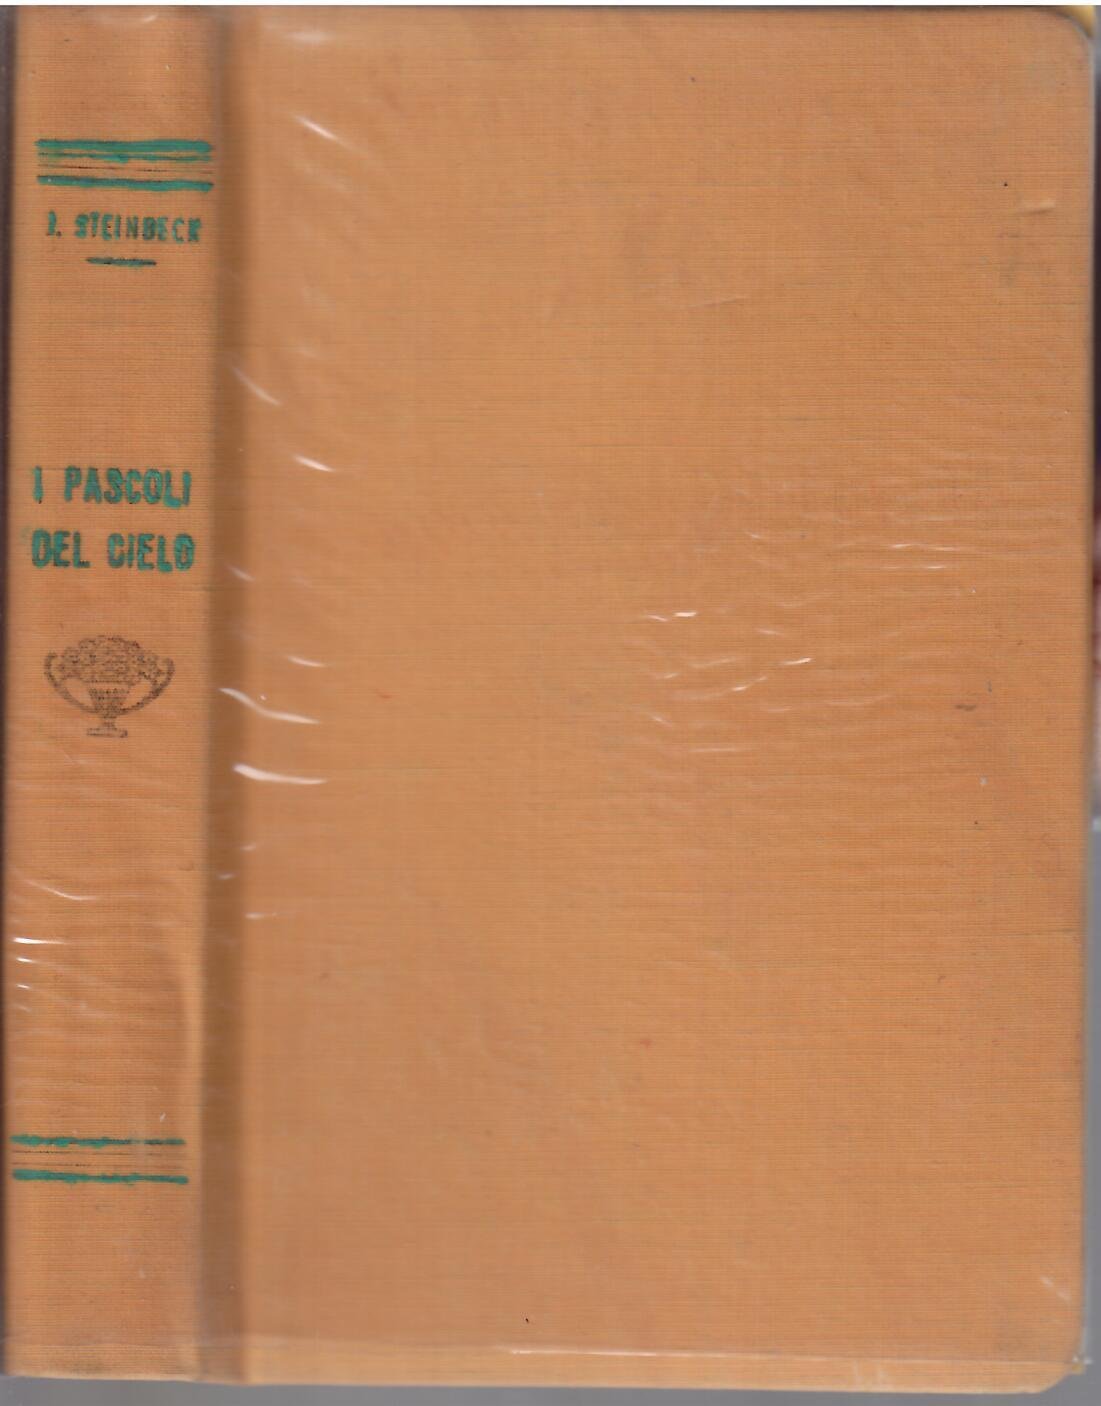 J. STEINBECK
I PASCOLI
DEL CIELO